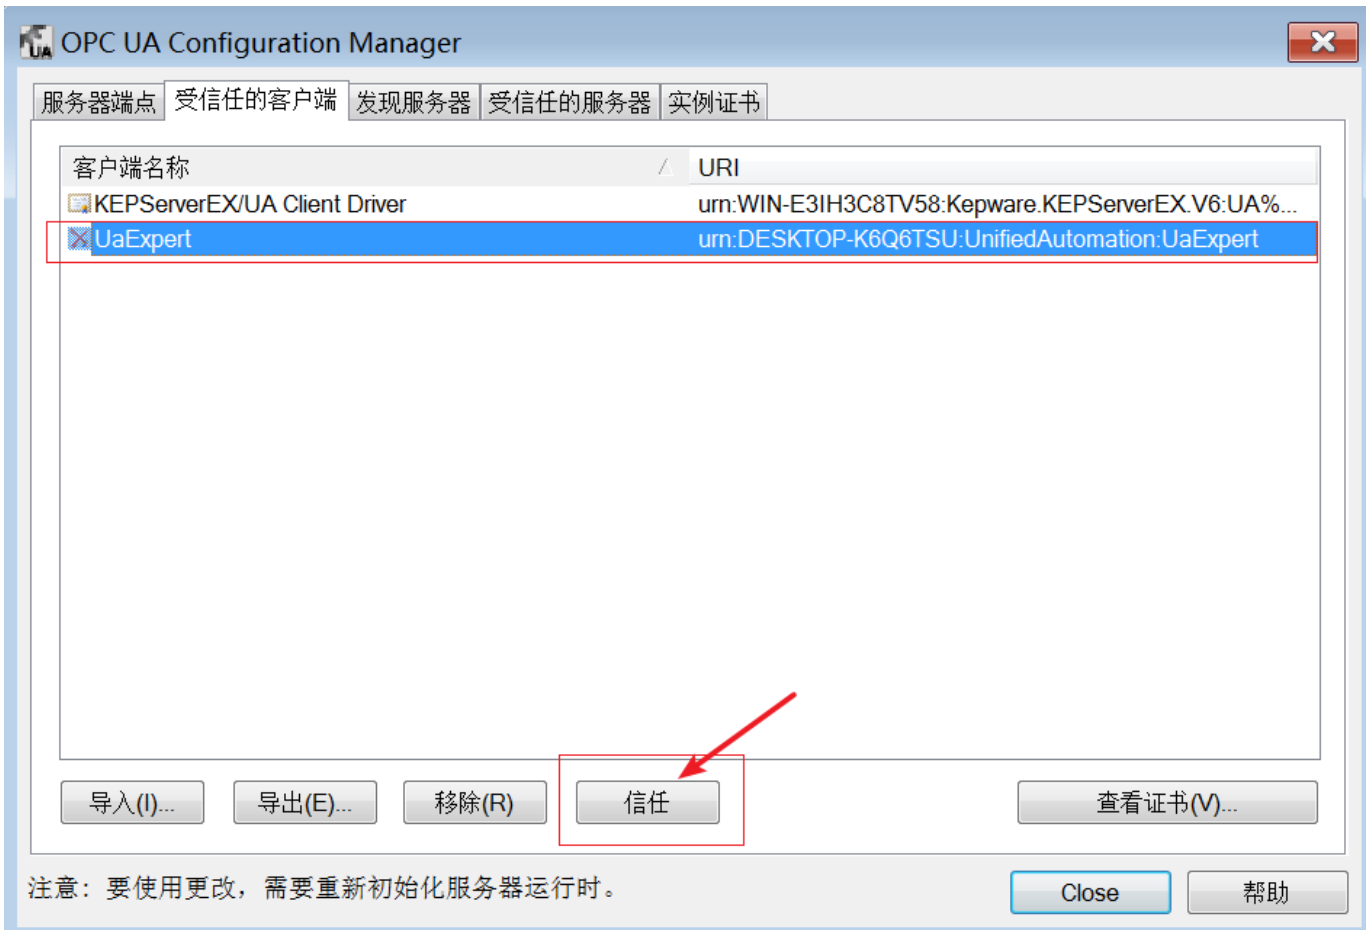 UA OPC UA Configuration Manager
服务器端点 受信任的客户端 发现服务器 受信任的服务器 实例证书
客户端名称 URI
KEPServerEX/UA Client Driver urn:WIN-E3IH3C8TV58:Kepware.KEPServerEX.V6:UA%...
UaExpert urn:DESKTOP-K6Q6TSU:UnifiedAutomation:UaExpert
导入(I)... 导出(E)... 移除(R) 信任 查看证书(V)...
注意: 要使用更改，需要重新初始化服务器运行时。 Close 帮助